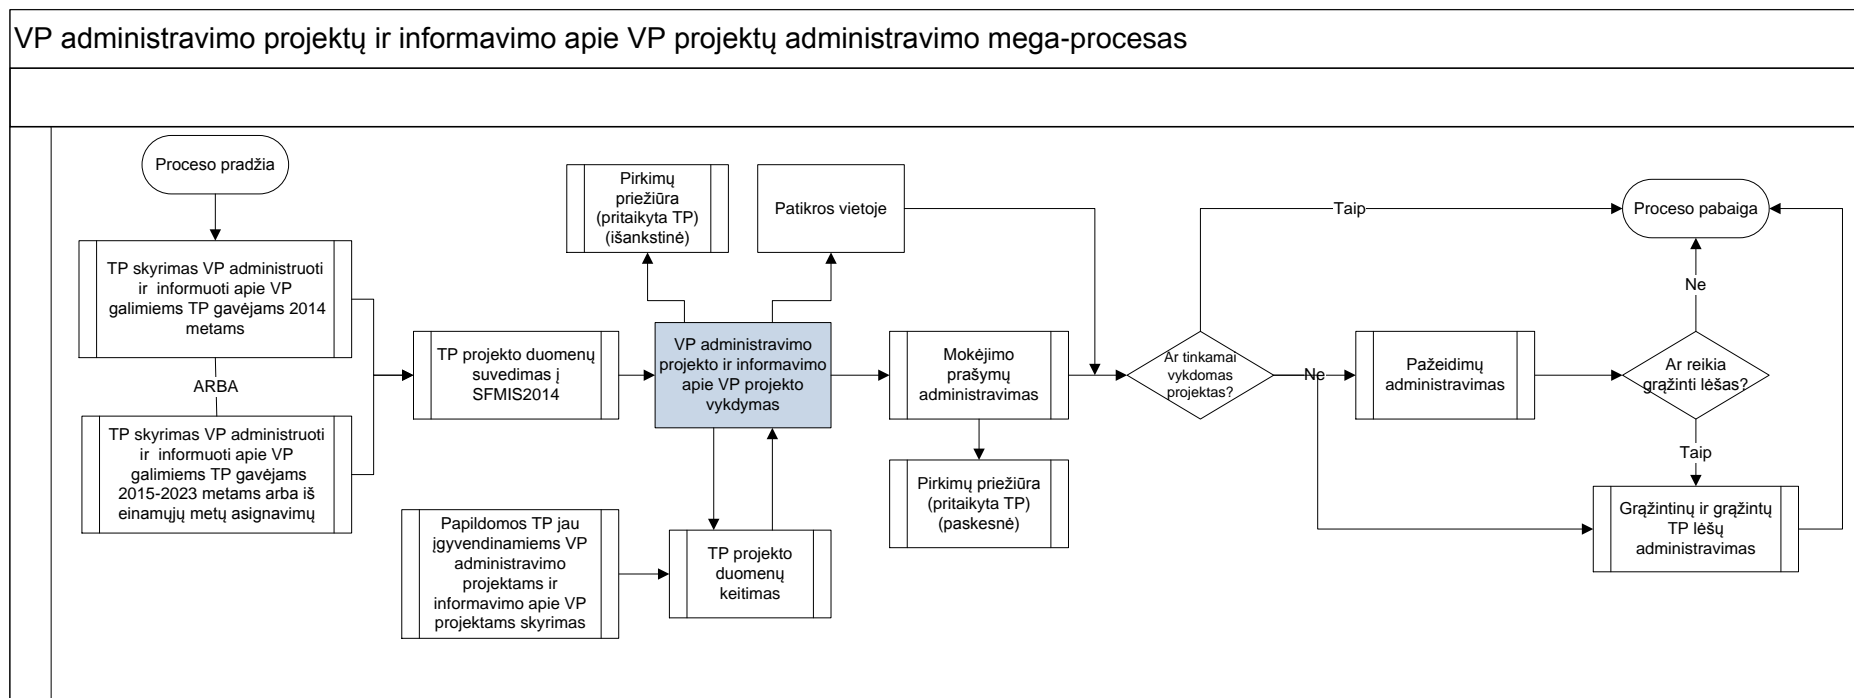 VP administravimo projektų ir informavimo apie VP projektų administravimo mega-procesas
Proceso pradžia
TP skyrimas VP administruoti
ir informuoti apie VP
galimiems TP gavėjams 2014
metams
ARBA
TP skyrimas VP administruoti
ir informuoti apie VP
galimiems TP gavėjams
2015-2023 metams arba iš
einamųjų metų asignavimų
TP projekto duomenų
suvedimas į
SFMIS2014
Papildomos TP jau
įgyvendinamiems VP
administravimo
projektams ir
informavimo apie VP
projektams skyrimas
Pirkimų
priežiūra
(pritaikyta TP)
(išankstinė)
Patikros vietoje
VP administravimo
projekto ir informavimo
apie VP projekto
vykdymas
TP projekto
duomenų
keitimas
Mokėjimo
prašymų
administravimas
Pirkimų priežiūra
(pritaikyta TP)
(paskesnė)
Ar tinkamai
vykdomas
projektas?
Taip
Ne
Pažeidimų
administravimas
Proceso pabaiga
Ne
Ar reikia
grąžinti lėšas?
Taip
Grąžintinų ir grąžintų
TP lėšų
administravimas